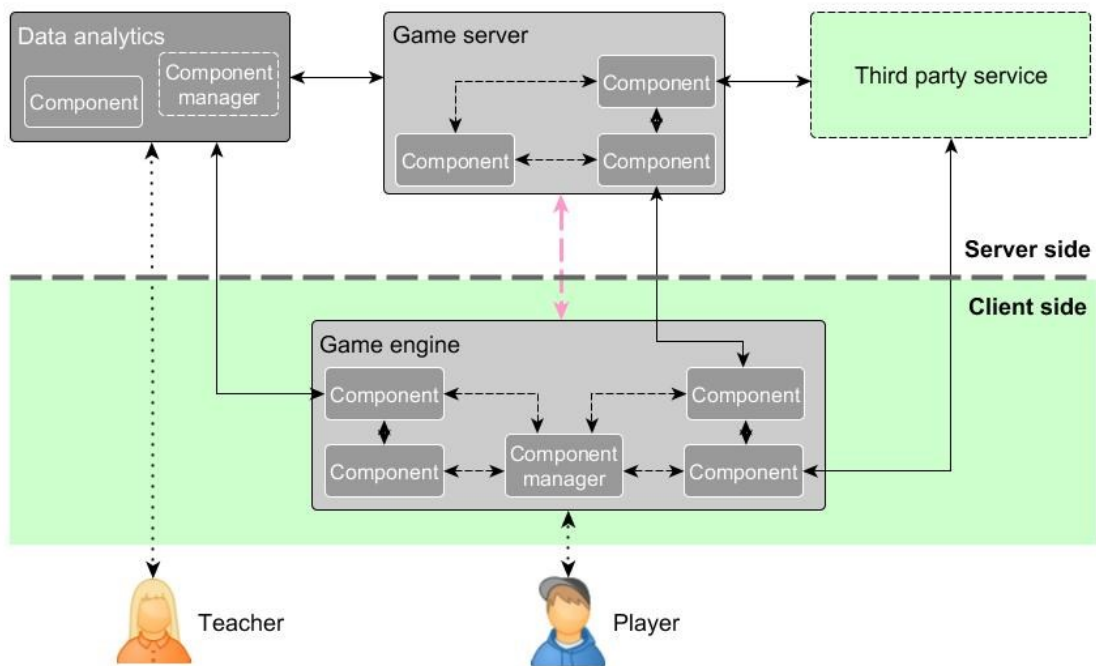 Data analytics
Component
manager
Component
Game server
Component
Component
Component
Third party service
Server side
Client side
Game engine
Component
Component
Component
manager
Component
Component
Teacher
Player